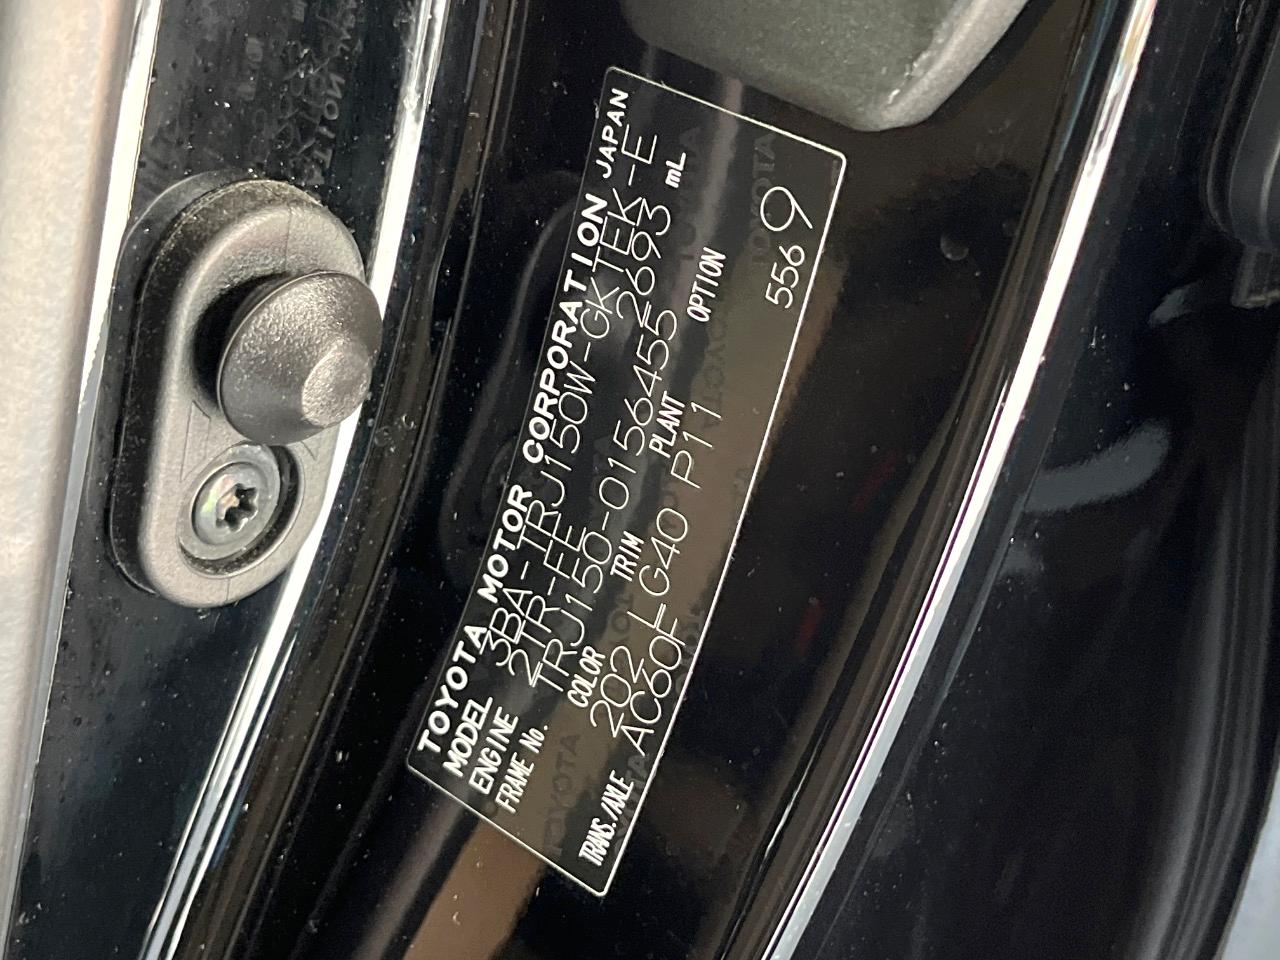 TOYOTA MOTOR CORPORATION JAPAN
MODEL 3BA-TRJ150W-GKTEK-E
ENGINE 2TR-FE 2693 mL
FRAME No. TRJ150-0156455
COLOR TRIM PLANT OPTION
202 LG40 P11
TRANS./AXLE AC60F
5569